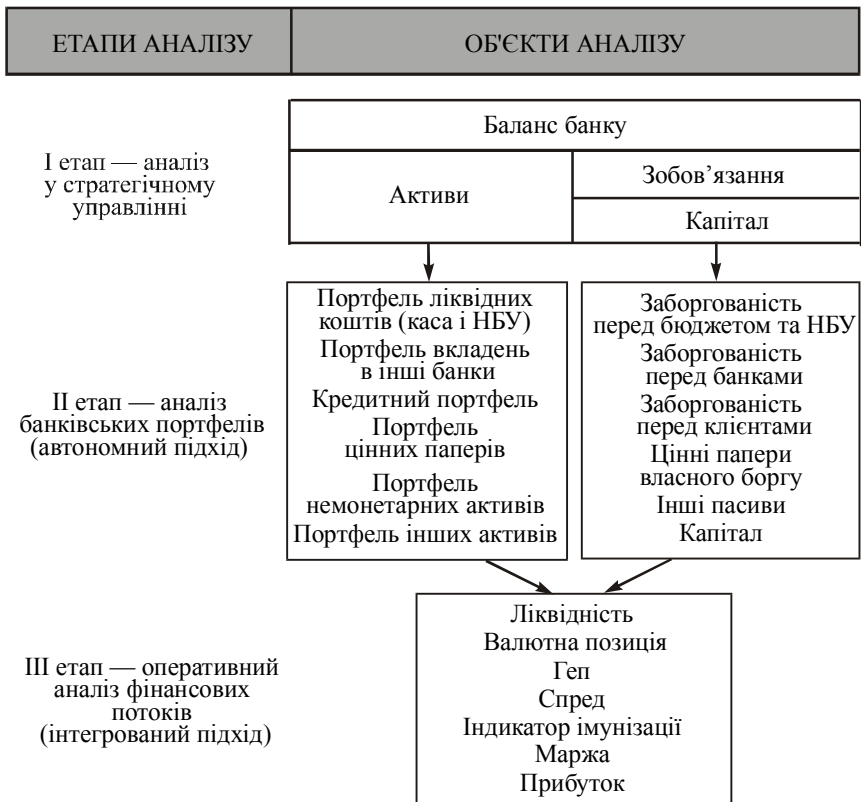 ЕТАПИ АНАЛІЗУ
ОБ'ЄКТИ АНАЛІЗУ
І етап — аналіз
у стратегічному
управлінні
Баланс банку
Активи
Зобов’язання
Капітал
ІІ етап — аналіз
банківських портфелів
(автономний підхід)
Портфель ліквідних
коштів (каса і НБУ)
Портфель вкладень
в інші банки
Кредитний портфель
Портфель
цінних паперів
Портфель
немонетарних активів
Портфель інших активів
Заборгованість
перед бюджетом та НБУ
Заборгованість
перед банками
Заборгованість
перед клієнтами
Цінні папери
власного боргу
Інші пасиви
Капітал
ІІІ етап — оперативний
аналіз фінансових
потоків
(інтегрований підхід)
Ліквідність
Валютна позиція
Геп
Спред
Індикатор імунізації
Маржа
Прибуток